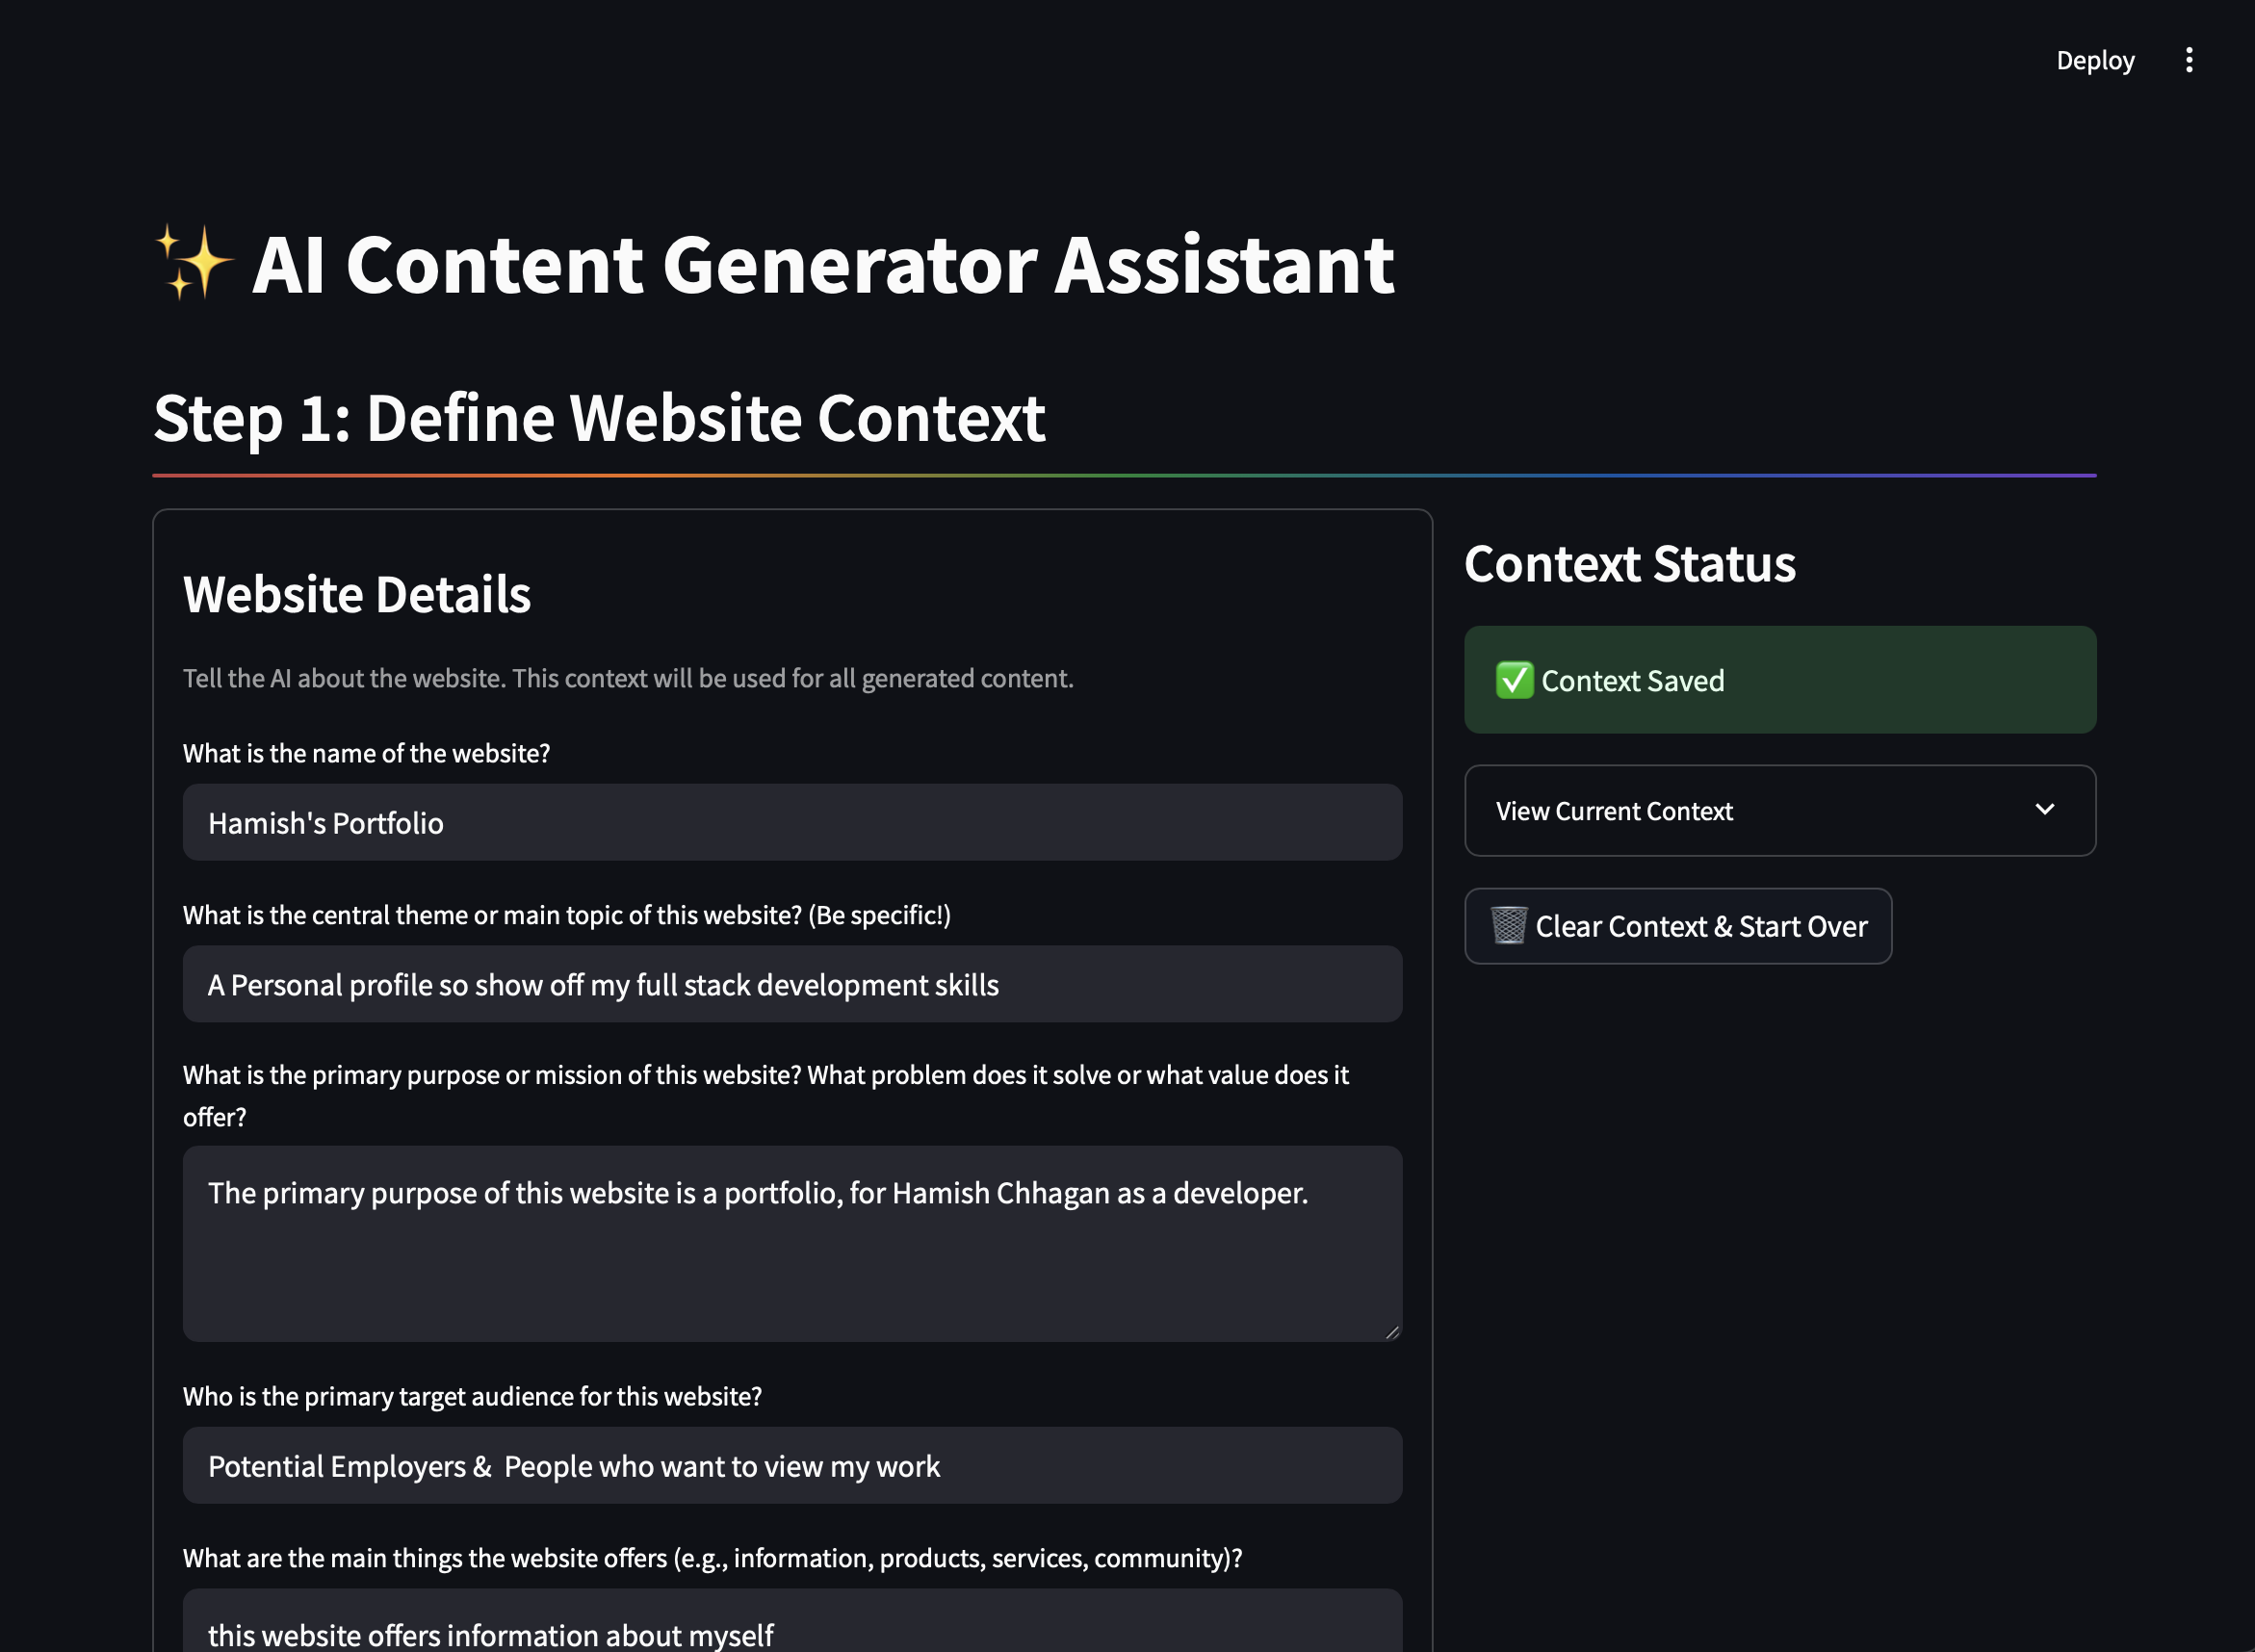 Deploy
✨ AI Content Generator Assistant
Step 1: Define Website Context
Website Details
Tell the AI about the website. This context will be used for all generated content.
What is the name of the website?
Hamish's Portfolio
What is the central theme or main topic of this website? (Be specific!)
A Personal profile so show off my full stack development skills
What is the primary purpose or mission of this website? What problem does it solve or what value does it
offer?
The primary purpose of this website is a portfolio, for Hamish Chhagan as a developer.
Who is the primary target audience for this website?
Potential Employers &  People who want to view my work
What are the main things the website offers (e.g., information, products, services, community)?
this website offers information about myself
Context Status
✅ Context Saved
View Current Context
🗑️ Clear Context & Start Over